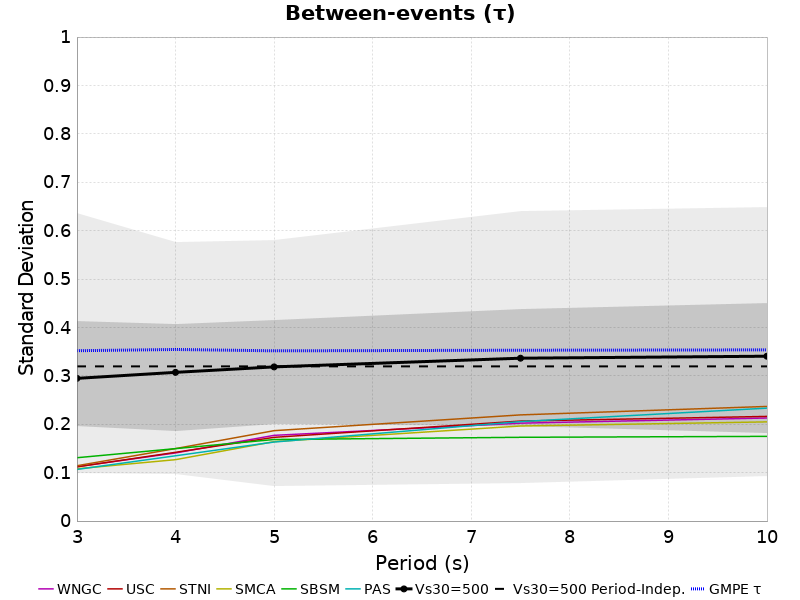 Between-events (τ)
1
0.9
0.8
0.7
0.6
0.5
0.4
0.3
0.2
0.1
0
Standard Deviation
3 4 5 6 7 8 9 10
Period (s)
WNGC USC STNI SMCA SBSM PAS Vs30=500 Vs30=500 Period-Indep. GMPE τ